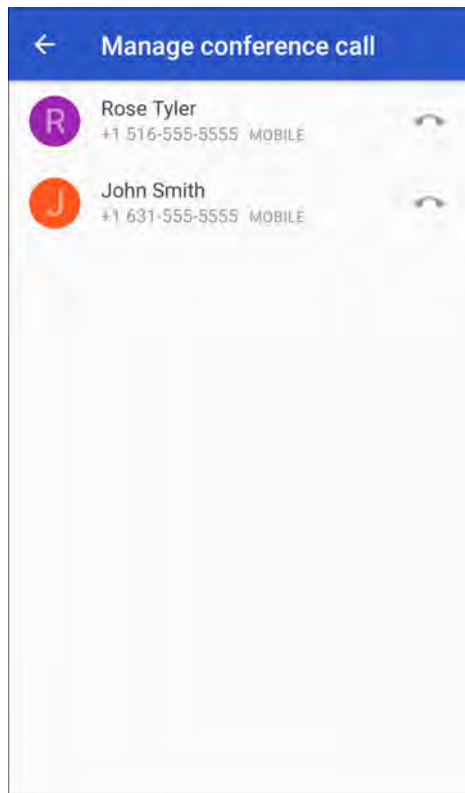 Manage conference call
R
Rose Tyler
+1 516-555-5555 MOBILE
J
John Smith
+1 631-555-5555 MOBILE